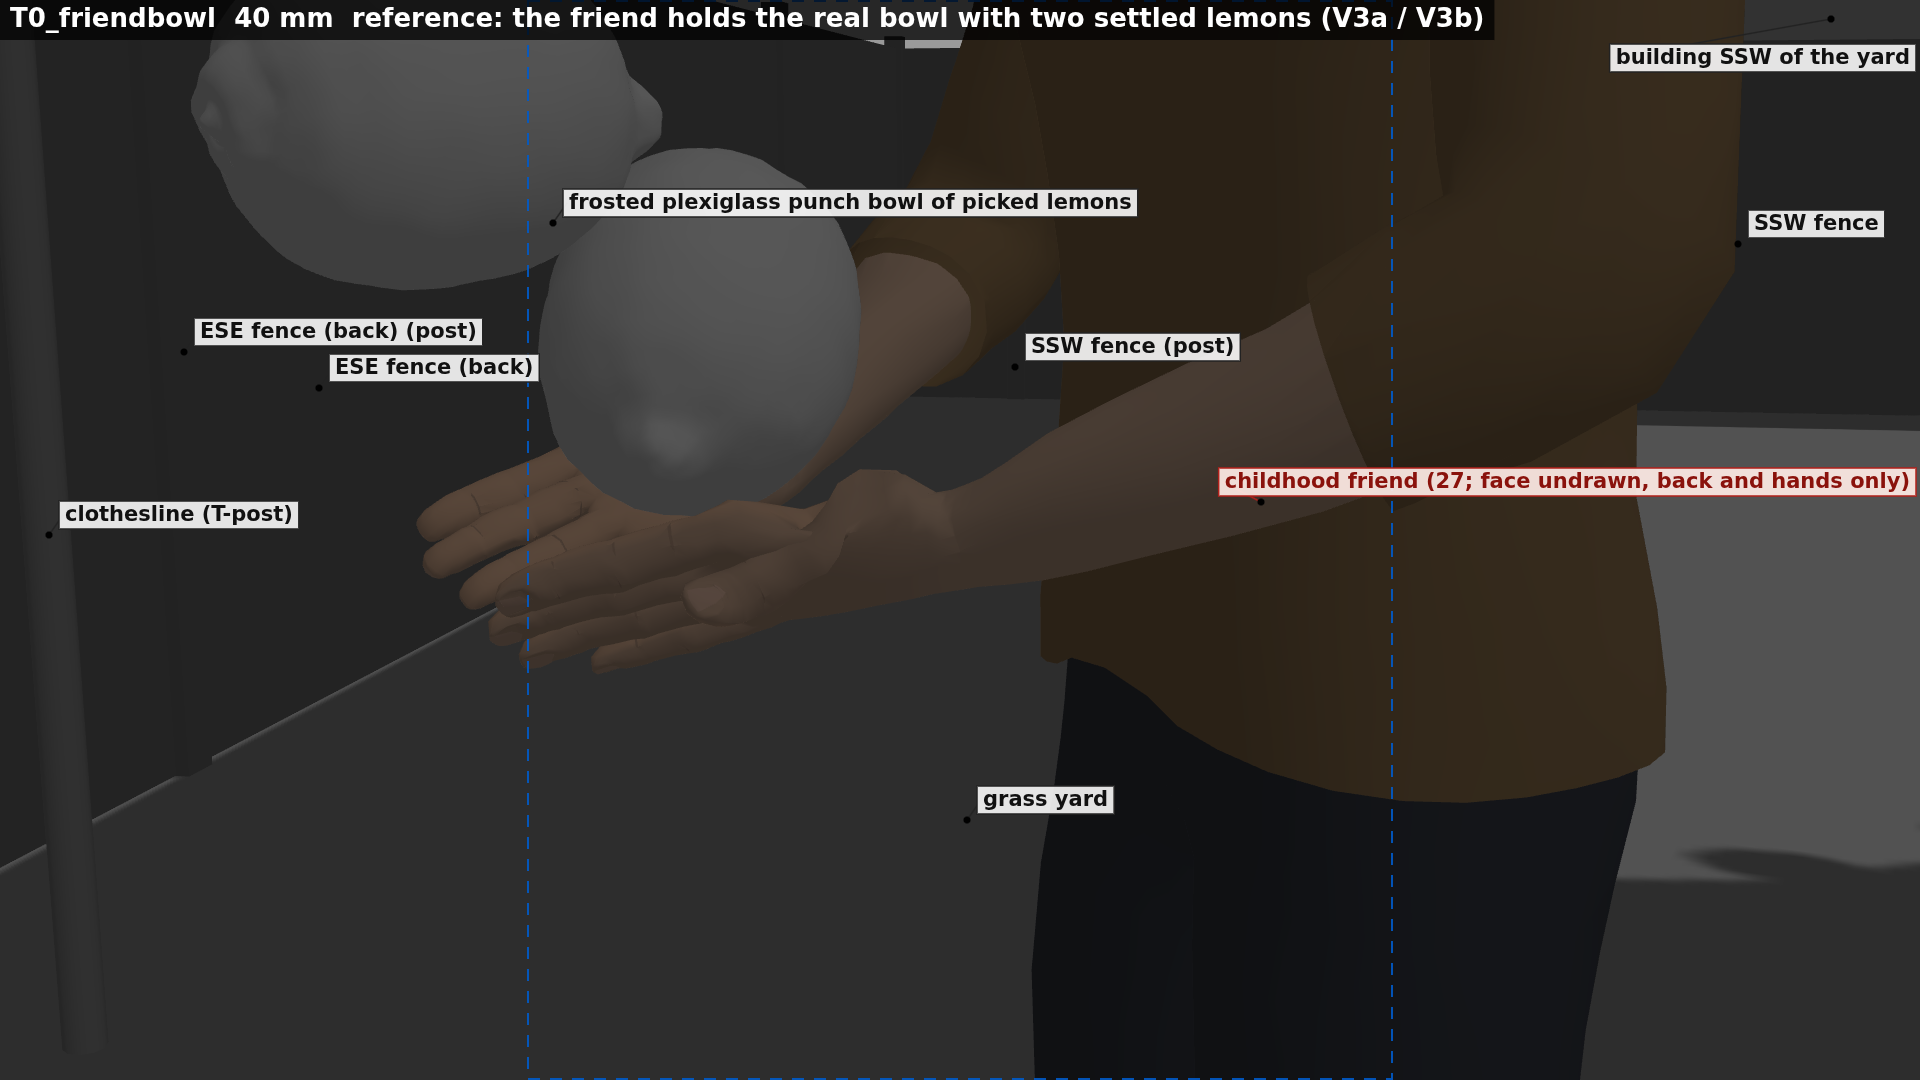 T0_friendbowl  40 mm  reference: the friend holds the real bowl with two settled lemons (V3a / V3b)
building SSW of the yard
frosted plexiglass punch bowl of picked lemons
SSW fence
ESE fence (back) (post)
SSW fence (post)
ESE fence (back)
childhood friend (27; face undrawn, back and hands only)
clothesline (T-post)
grass yard